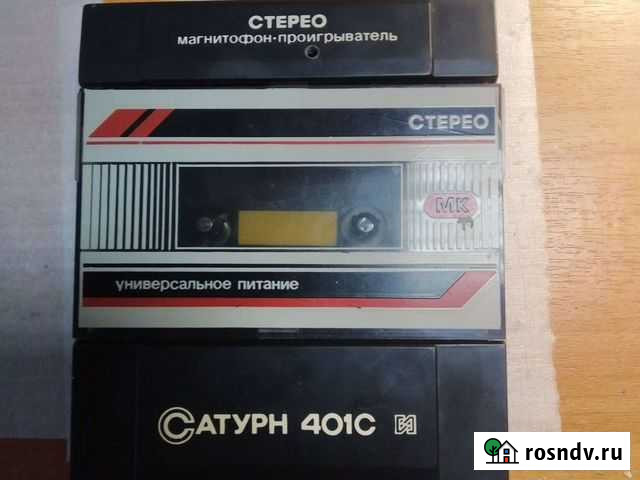 СТЕРЕО
магнитофон-проигрыватель
СТЕРЕО
МК
универсальное питание
САТУРН 401С
rosndv.ru